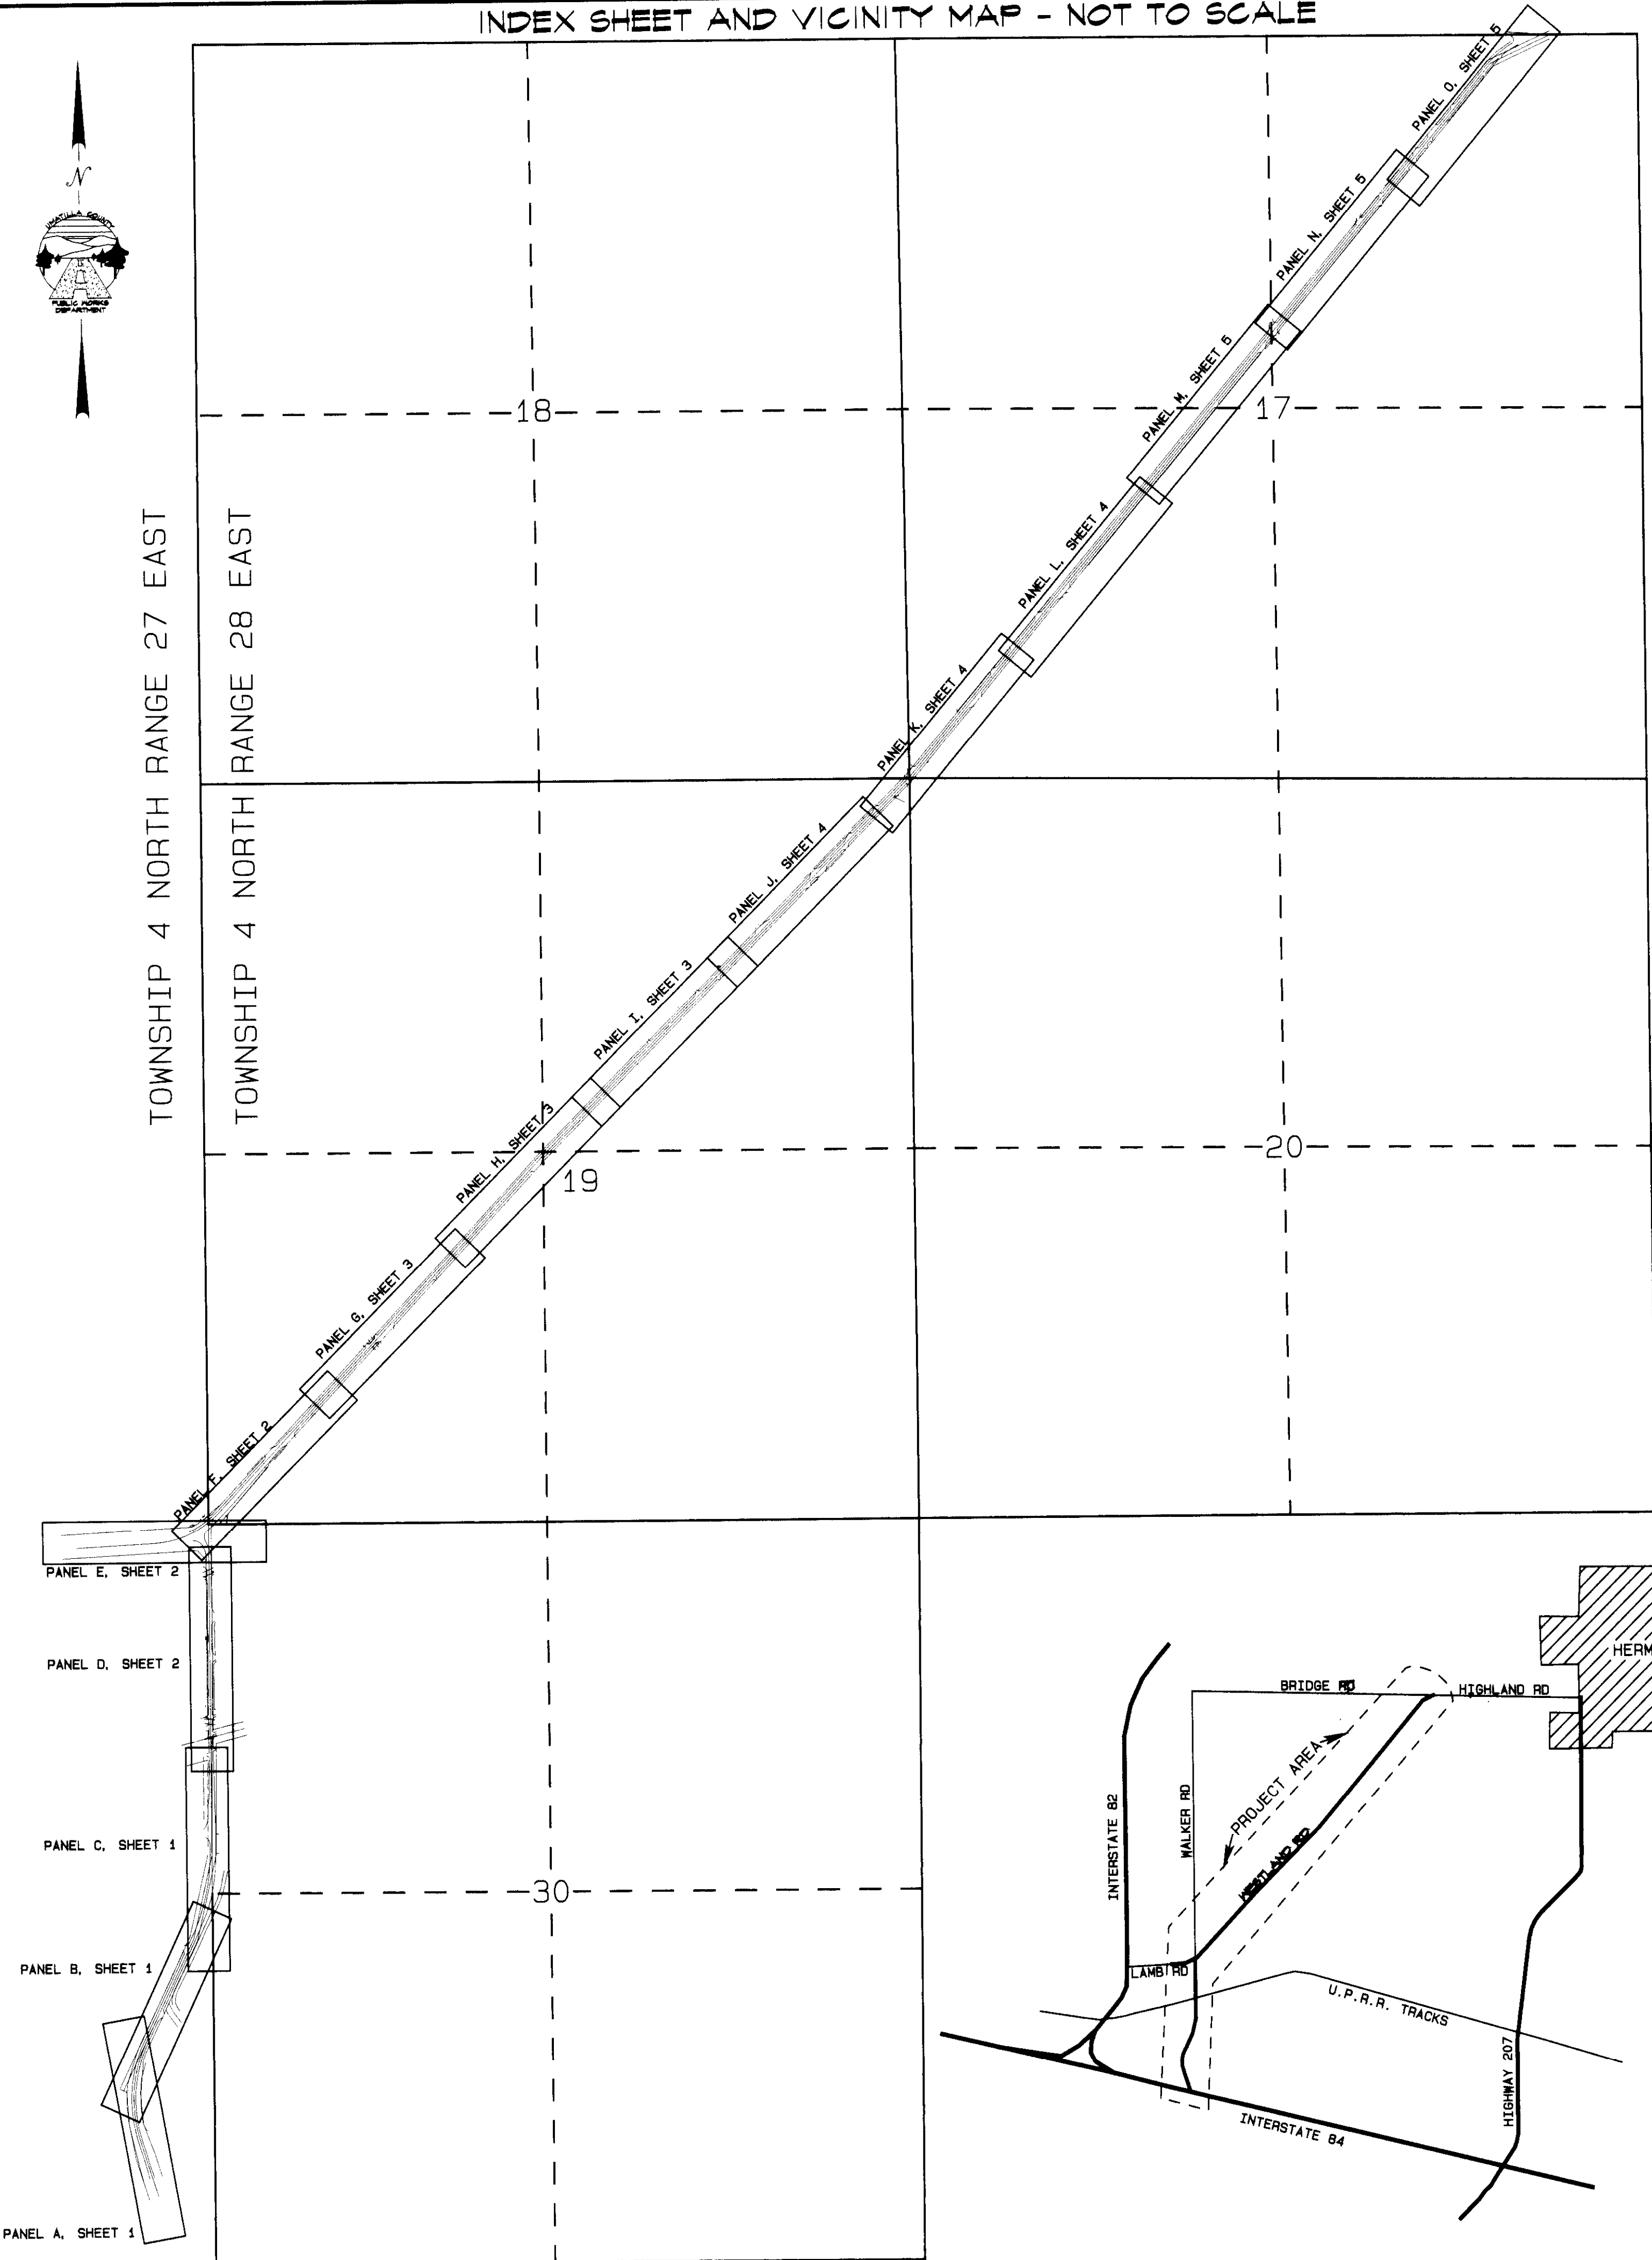 INDEX SHEET AND VICINITY MAP - NOT TO SCALE
N
UMATILLA COUNTY
PUBLIC WORKS
DEPARTMENT
TOWNSHIP 4 NORTH RANGE 27 EAST
TOWNSHIP 4 NORTH RANGE 28 EAST
PANEL O, SHEET 5
PANEL N, SHEET 5
PANEL M, SHEET 5
18
17
PANEL L, SHEET 4
PANEL K, SHEET 4
PANEL J, SHEET 4
PANEL I, SHEET 3
PANEL H, SHEET 3
19
20
PANEL G, SHEET 3
PANEL F, SHEET 2
PANEL E, SHEET 2
PANEL D, SHEET 2
PANEL C, SHEET 1
30
PANEL B, SHEET 1
PANEL A, SHEET 1
HERM
BRIDGE RD
HIGHLAND RD
PROJECT AREA
INTERSTATE 82
WALKER RD
WESTLAND RD
LAMB RD
U.P.R.R. TRACKS
HIGHWAY 207
INTERSTATE 84